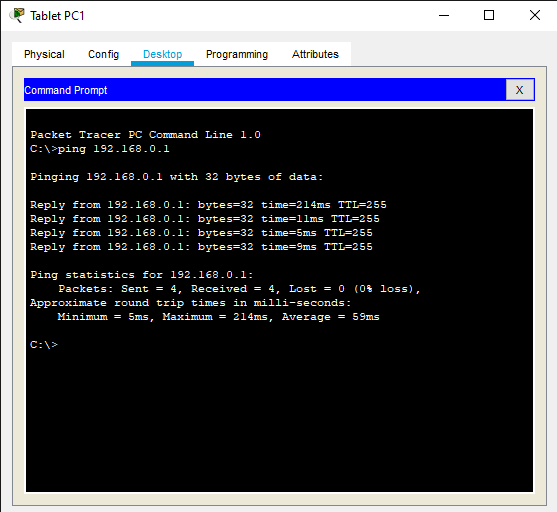 Tablet PC1
Physical Config Desktop Programming Attributes
Command Prompt X
Packet Tracer PC Command Line 1.0
C:\>ping 192.168.0.1
Pinging 192.168.0.1 with 32 bytes of data:
Reply from 192.168.0.1: bytes=32 time=214ms TTL=255
Reply from 192.168.0.1: bytes=32 time=11ms TTL=255
Reply from 192.168.0.1: bytes=32 time=5ms TTL=255
Reply from 192.168.0.1: bytes=32 time=9ms TTL=255
Ping statistics for 192.168.0.1:
Packets: Sent = 4, Received = 4, Lost = 0 (0% loss),
Approximate round trip times in milli-seconds:
Minimum = 5ms, Maximum = 214ms, Average = 59ms
C:\>